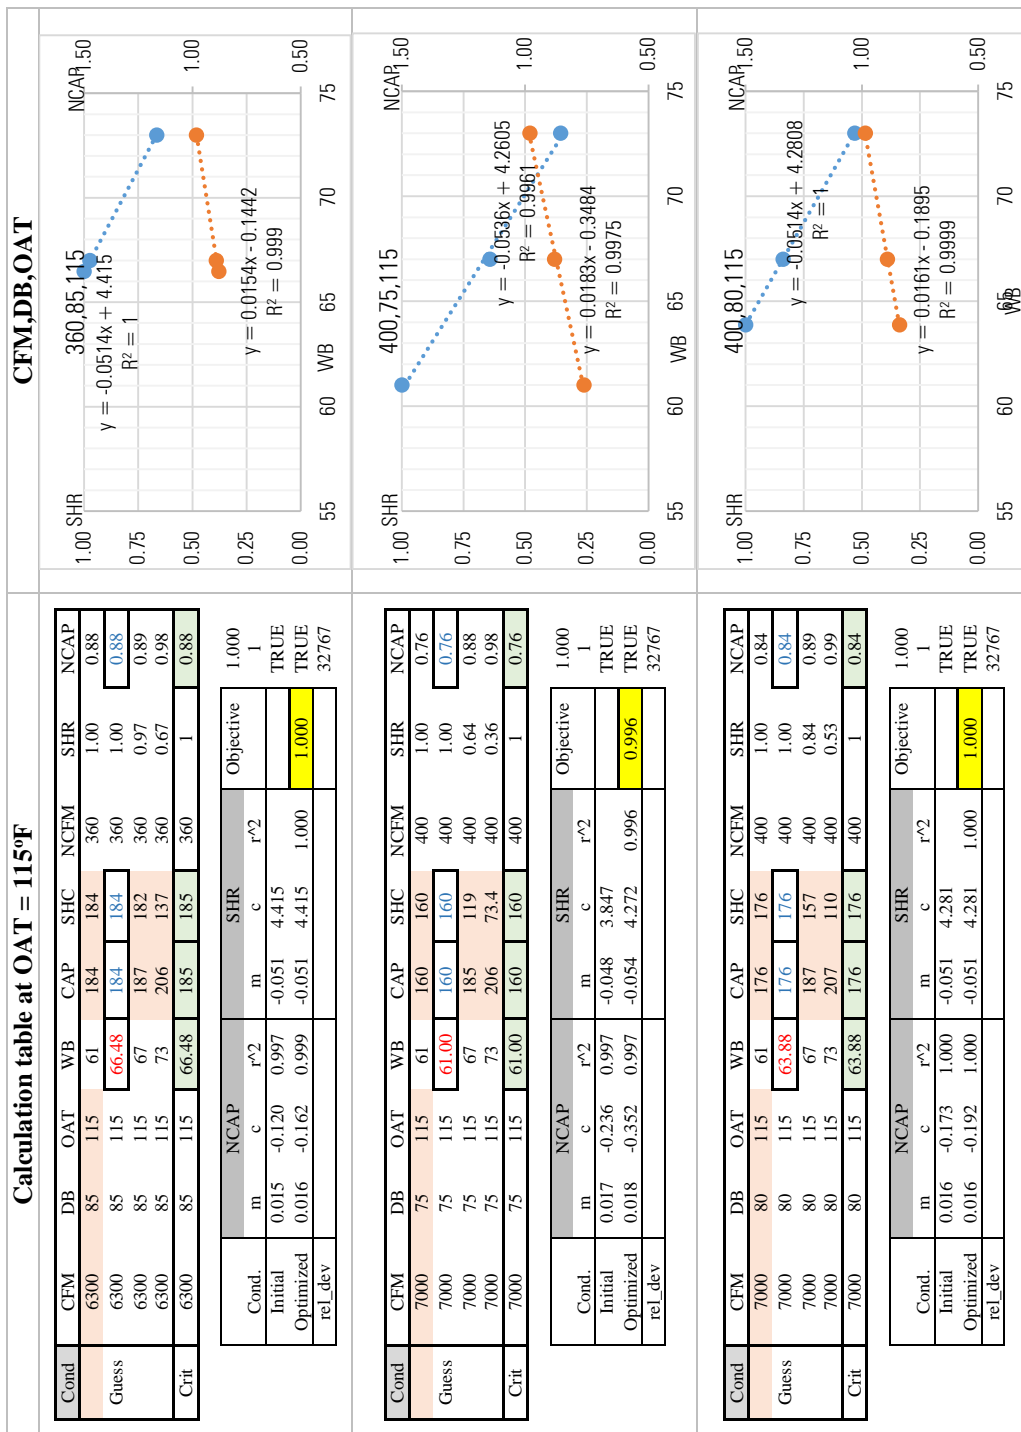 Calculation table at OAT = 115ºF
CFM,DB,OAT
Cond CFM DB OAT WB CAP SHC NCFM SHR NCAP
6300 85 115 61 184 184 360 1.00 0.88
Guess 6300 85 115 66.48 184 184 360 1.00 0.88
6300 85 115 67 187 182 360 0.97 0.89
6300 85 115 73 206 137 360 0.67 0.98
Crit 6300 85 115 66.48 185 185 360 1 0.88
NCAP SHR Objective 1.000
Cond. m c r^2 m c r^2 1
Initial 0.015 -0.120 0.997 -0.051 4.415 TRUE
Optimized 0.016 -0.162 0.999 -0.051 4.415 1.000 1.000 TRUE
rel_dev 32767
SHR 360,85,115 NCAP
1.00 1.50
0.75
0.50 1.00
0.25
0.00 0.50
y = -0.0514x + 4.415
R² = 1
y = 0.0154x - 0.1442
R² = 0.999
55 60 65 70 75
WB
Cond CFM DB OAT WB CAP SHC NCFM SHR NCAP
7000 75 115 61 160 160 400 1.00 0.76
Guess 7000 75 115 61.00 160 160 400 1.00 0.76
7000 75 115 67 185 119 400 0.64 0.88
7000 75 115 73 206 73.4 400 0.36 0.98
Crit 7000 75 115 61.00 160 160 400 1 0.76
NCAP SHR Objective 1.000
Cond. m c r^2 m c r^2 1
Initial 0.017 -0.236 0.997 -0.048 3.847 TRUE
Optimized 0.018 -0.352 0.997 -0.054 4.272 0.996 0.996 TRUE
rel_dev 32767
SHR 400,75,115 NCAP
1.00 1.50
0.75
0.50 1.00
0.25
0.00 0.50
y = -0.0536x + 4.2605
R² = 0.9961
y = 0.0183x - 0.3484
R² = 0.9975
55 60 65 70 75
WB
Cond CFM DB OAT WB CAP SHC NCFM SHR NCAP
7000 80 115 61 176 176 400 1.00 0.84
Guess 7000 80 115 63.88 176 176 400 1.00 0.84
7000 80 115 67 187 157 400 0.84 0.89
7000 80 115 73 207 110 400 0.53 0.99
Crit 7000 80 115 63.88 176 176 400 1 0.84
NCAP SHR Objective 1.000
Cond. m c r^2 m c r^2 1
Initial 0.016 -0.173 1.000 -0.051 4.281 TRUE
Optimized 0.016 -0.192 1.000 -0.051 4.281 1.000 1.000 TRUE
rel_dev 32767
SHR 400,80,115 NCAP
1.00 1.50
0.75
0.50 1.00
0.25
0.00 0.50
y = -0.0514x + 4.2808
R² = 1
y = 0.0161x - 0.1895
R² = 0.9999
55 60 65 70 75
WB